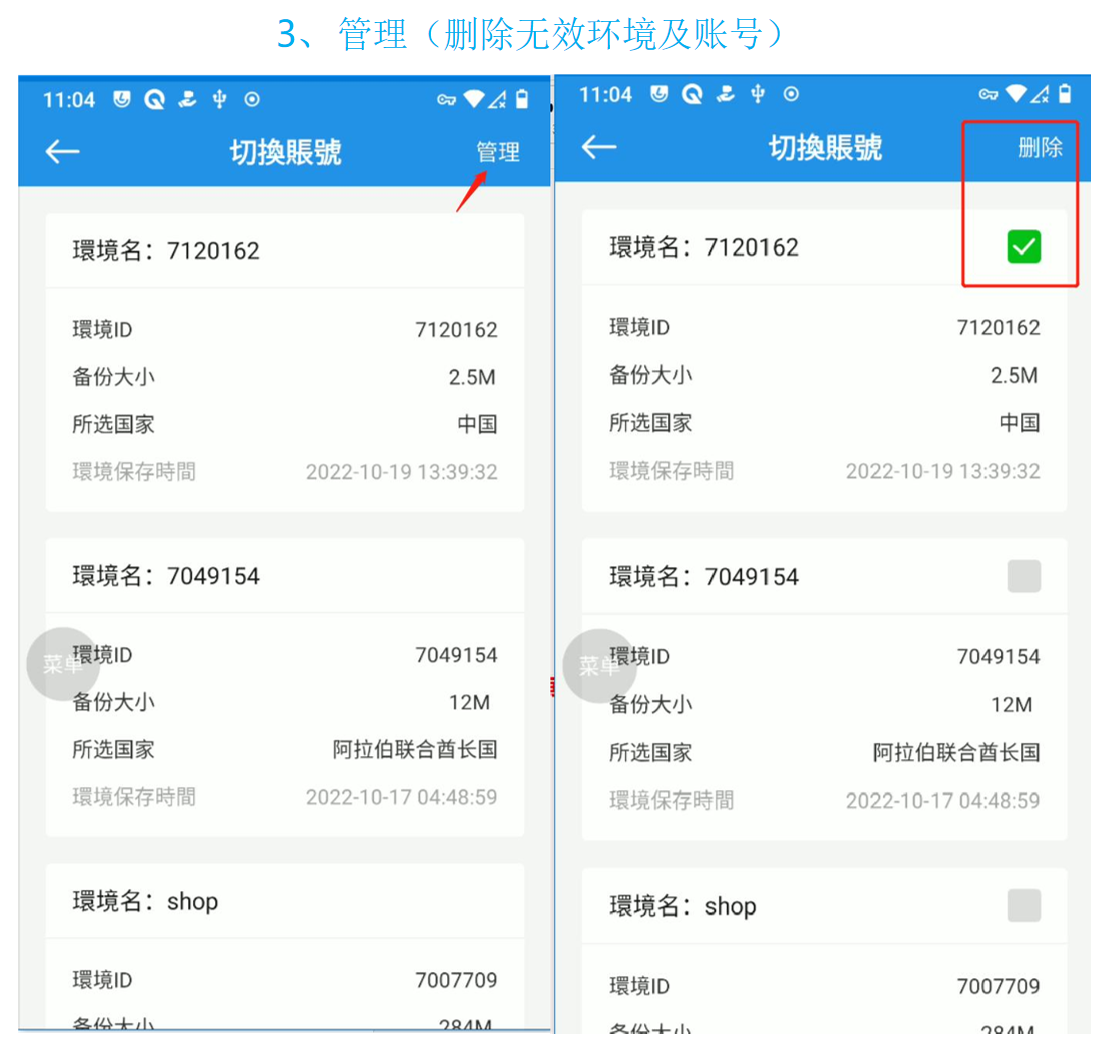 3、管理（删除无效环境及账号）
11:04
切換賬號
管理
環境名：7120162
環境ID 7120162
备份大小 2.5M
所选国家 中国
環境保存時間 2022-10-19 13:39:32
環境名：7049154
菜单
環境ID 7049154
备份大小 12M
所选国家 阿拉伯联合酋长国
環境保存時間 2022-10-17 04:48:59
環境名：shop
環境ID 7007709
备份大小 284M
11:04
切換賬號
删除
環境名：7120162
環境ID 7120162
备份大小 2.5M
所选国家 中国
環境保存時間 2022-10-19 13:39:32
環境名：7049154
菜单
環境ID 7049154
备份大小 12M
所选国家 阿拉伯联合酋长国
環境保存時間 2022-10-17 04:48:59
環境名：shop
環境ID 7007709
备份大小 284M